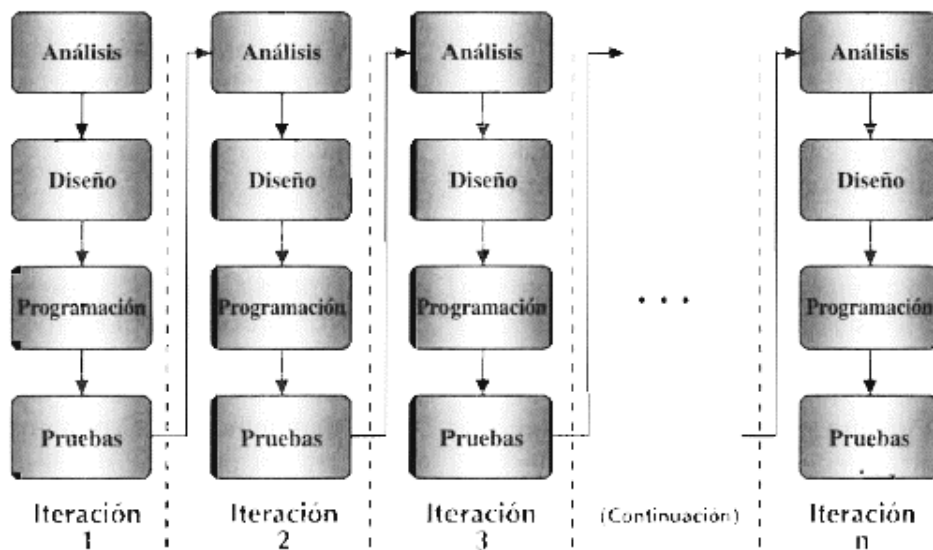 Análisis
Análisis
Análisis
Análisis
Diseño
Diseño
Diseño
Diseño
Programación
Programación
Programación
. . .
Programación
Pruebas
Pruebas
Pruebas
Pruebas
Iteración
1
Iteración
2
Iteración
3
(Continuación)
Iteración
n